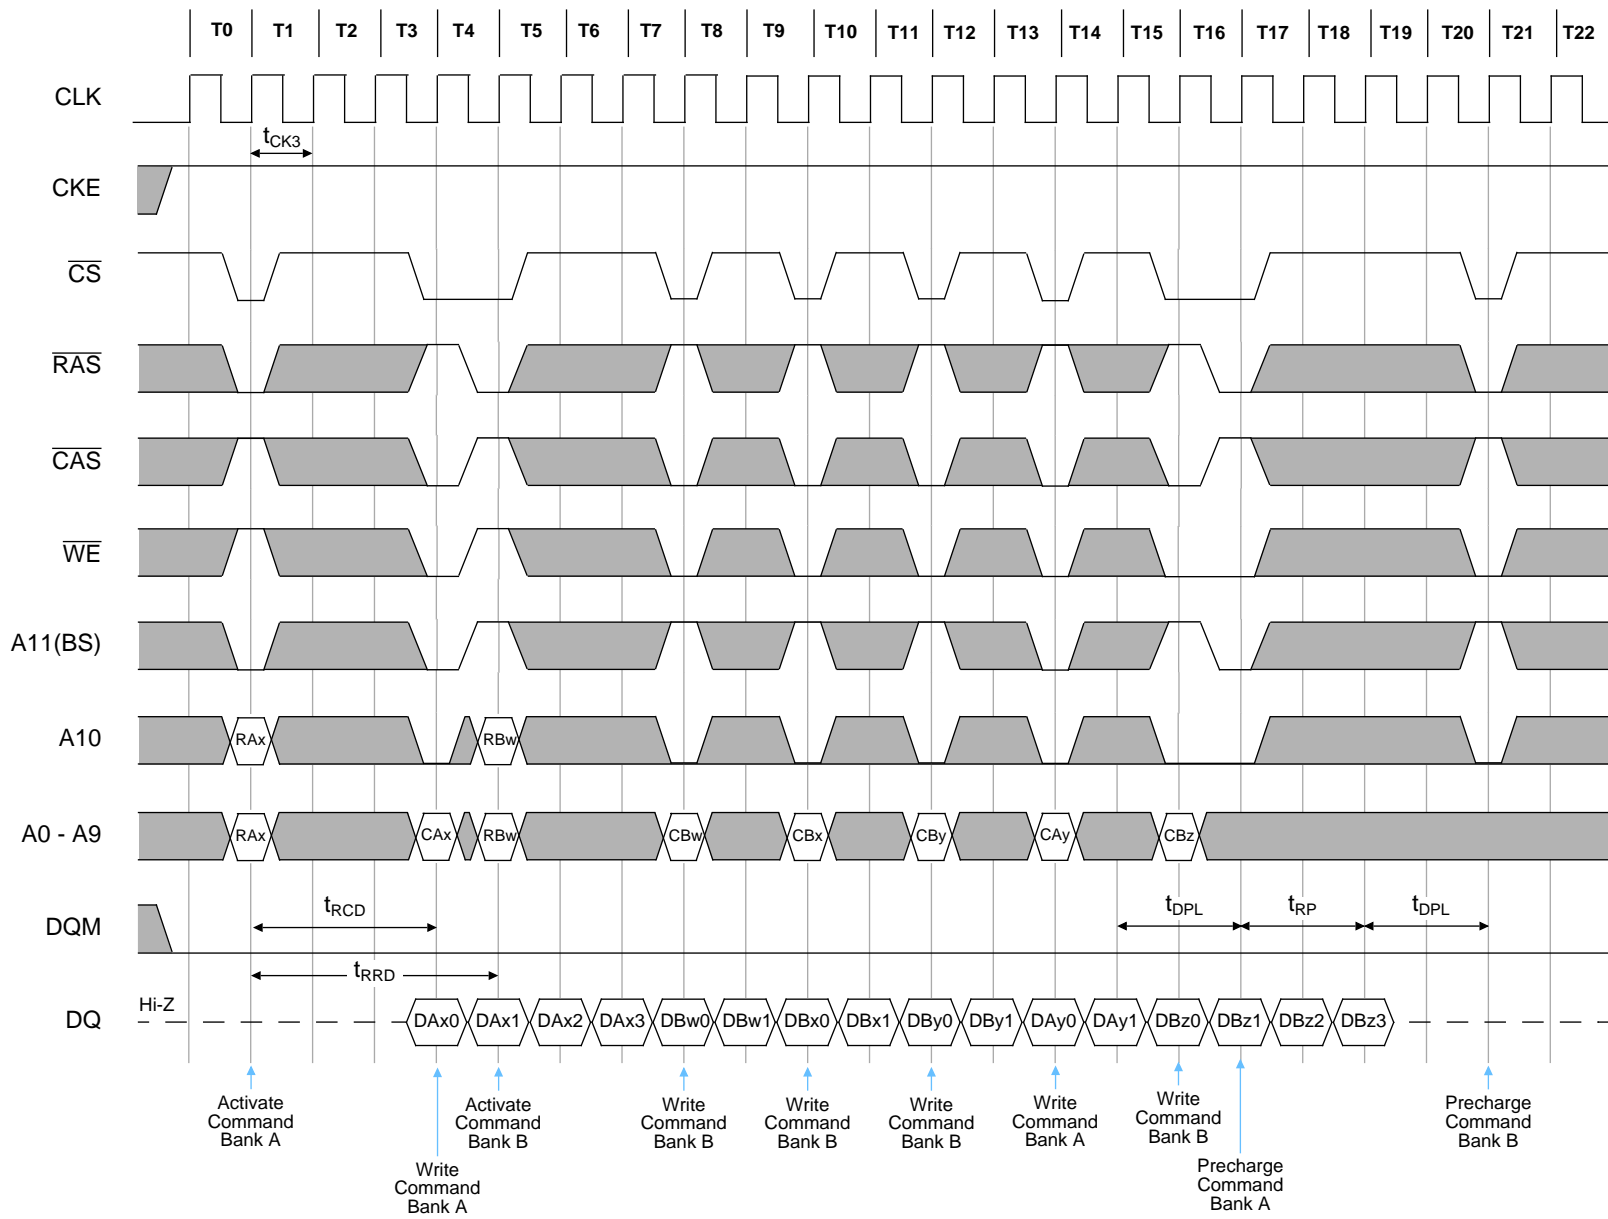 T0 T1 T2 T3 T4 T5 T6 T7 T8 T9 T10 T11 T12 T13 T14 T15 T16 T17 T18 T19 T20 T21 T22
CLK
tCK3
CKE
CS
RAS
CAS
WE
A11(BS)
A10 RAx RBw
A0 - A9 RAx CAx RBw CBw CBx CBy CAy CBz
DQM tRCD tDPL tRP tDPL
tRRD
Hi-Z
DQ DAx0 DAx1 DAx2 DAx3 DBw0 DBw1 DBx0 DBx1 DBy0 DBy1 DAy0 DAy1 DBz0 DBz1 DBz2 DBz3
Activate
Command
Bank A
Write
Command
Bank A
Activate
Command
Bank B
Write
Command
Bank B
Write
Command
Bank B
Write
Command
Bank B
Write
Command
Bank A
Write
Command
Bank B
Precharge
Command
Bank A
Precharge
Command
Bank B